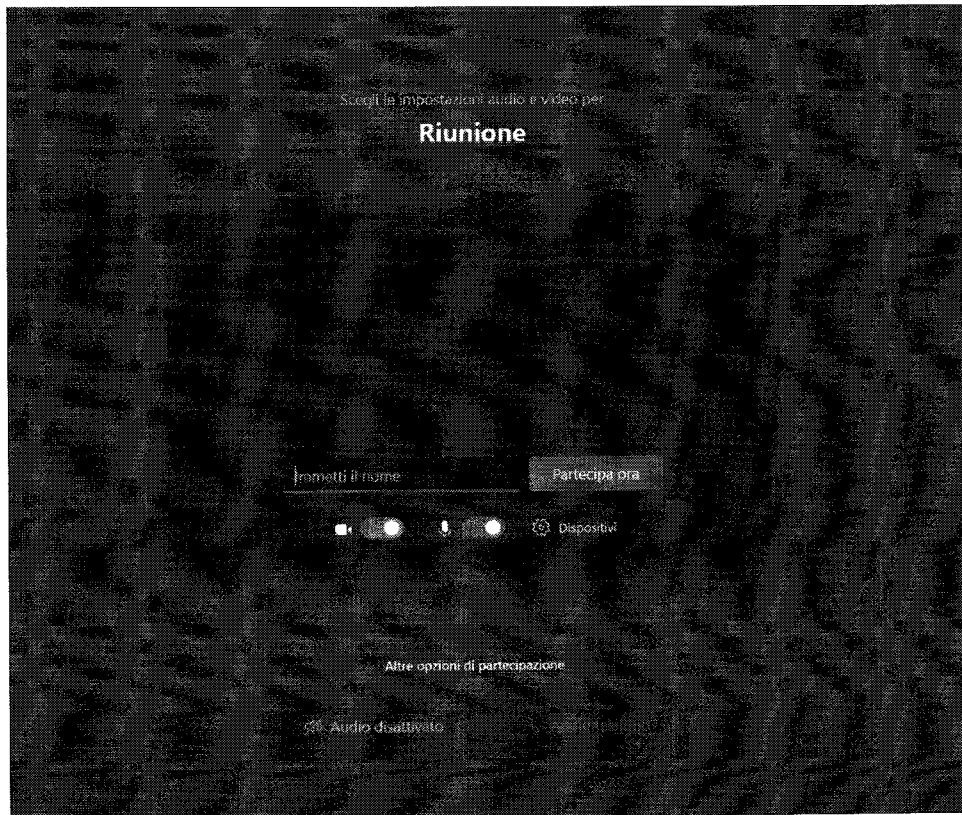 Scegli le impostazioni audio e video per
Riunione
Immetti il nome
Partecipa ora
Dispositivi
Altre opzioni di partecipazione
Audio disattivato